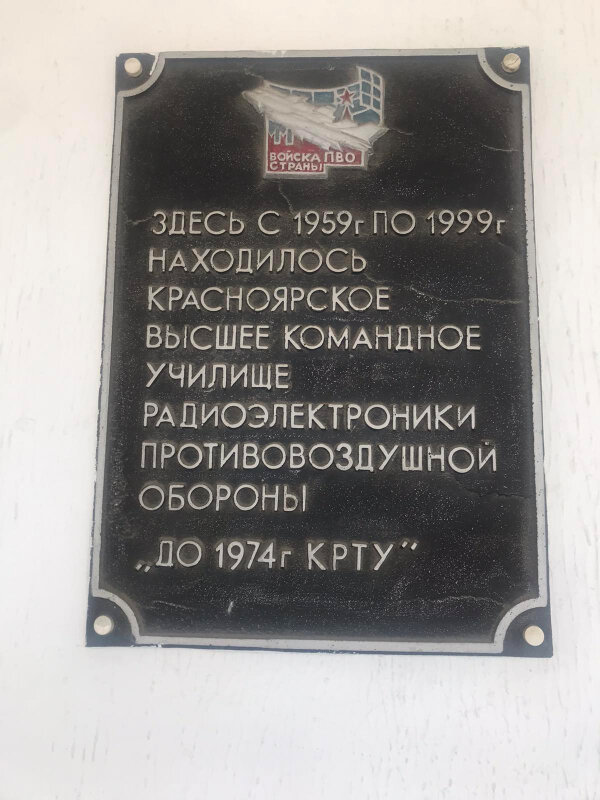 ВОЙСКА ПВО
СТРАНЫ
ЗДЕСЬ С 1959г ПО 1999г
НАХОДИЛОСЬ
КРАСНОЯРСКОЕ
ВЫСШЕЕ КОМАНДНОЕ
УЧИЛИЩЕ
РАДИОЭЛЕКТРОНИКИ
ПРОТИВОВОЗДУШНОЙ
ОБОРОНЫ
„ДО 1974г КРТУ”